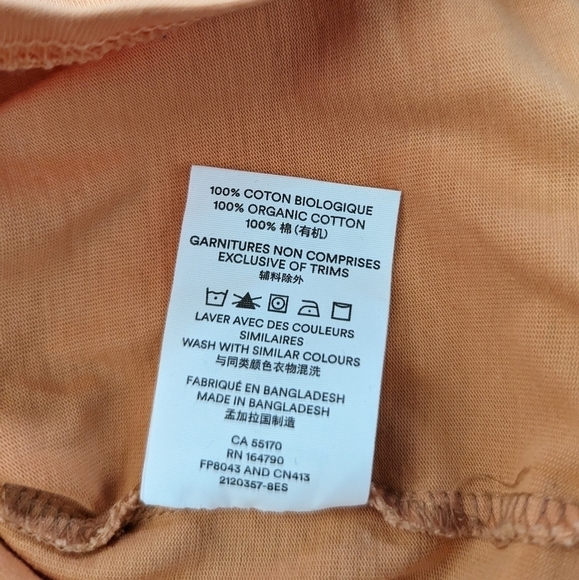 100% COTON BIOLOGIQUE
100% ORGANIC COTTON
100% 棉(有机)
GARNITURES NON COMPRISES
EXCLUSIVE OF TRIMS
辅料除外
LAVER AVEC DES COULEURS
SIMILAIRES
WASH WITH SIMILAR COLOURS
与同类颜色衣物混洗
FABRIQUÉ EN BANGLADESH
MADE IN BANGLADESH
孟加拉国制造
CA 55170
RN 164790
FP8043 AND CN413
2120357-8ES